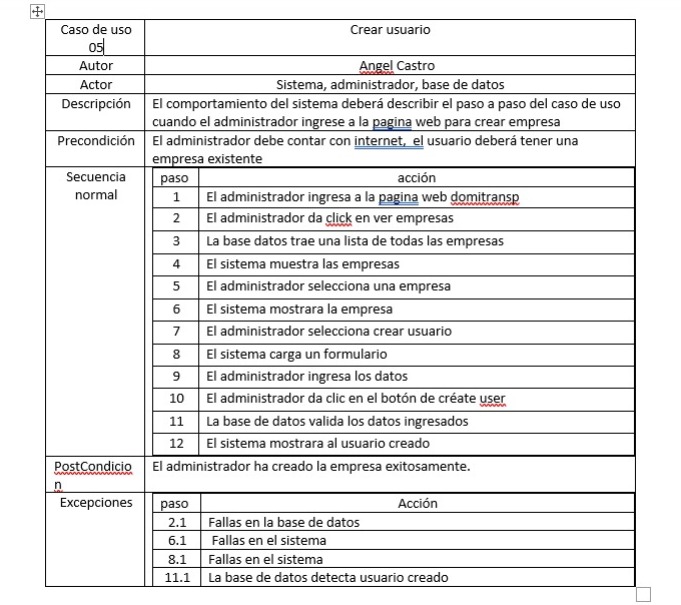 Caso de uso Crear usuario
05
Autor Angel Castro
Actor Sistema, administrador, base de datos
Descripción El comportamiento del sistema deberá describir el paso a paso del caso de uso
cuando el administrador ingrese a la pagina web para crear empresa
Precondición El administrador debe contar con internet, el usuario deberá tener una
empresa existente
Secuencia paso acción
normal 1 El administrador ingresa a la pagina web domitransp
2 El administrador da click en ver empresas
3 La base datos trae una lista de todas las empresas
4 El sistema muestra las empresas
5 El administrador selecciona una empresa
6 El sistema mostrara la empresa
7 El administrador selecciona crear usuario
8 El sistema carga un formulario
9 El administrador ingresa los datos
10 El administrador da clic en el botón de créate user
11 La base de datos valida los datos ingresados
12 El sistema mostrara al usuario creado
PostCondicio El administrador ha creado la empresa exitosamente.
n
Excepciones paso Acción
2.1 Fallas en la base de datos
6.1 Fallas en el sistema
8.1 Fallas en el sistema
11.1 La base de datos detecta usuario creado